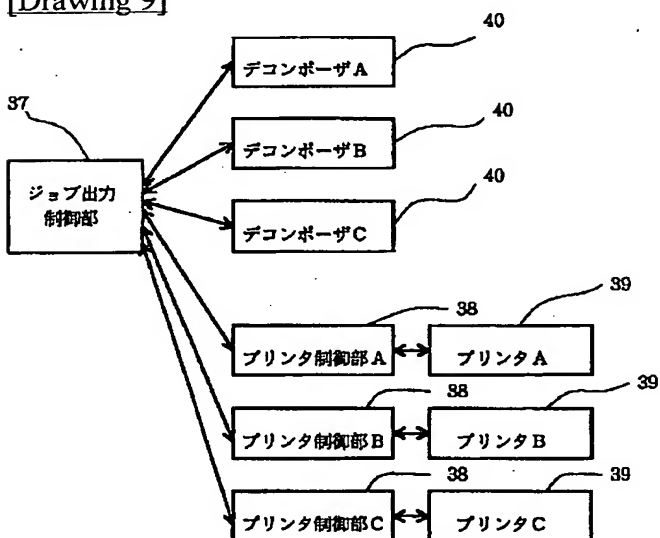 [Drawing 9]
40
デコンポーザA
37
40
デコンポーザB
ジョブ出力
制御部
40
デコンポーザC
38
39
プリンタ制御部A
プリンタA
38
39
プリンタ制御部B
プリンタB
38
39
プリンタ制御部C
プリンタC